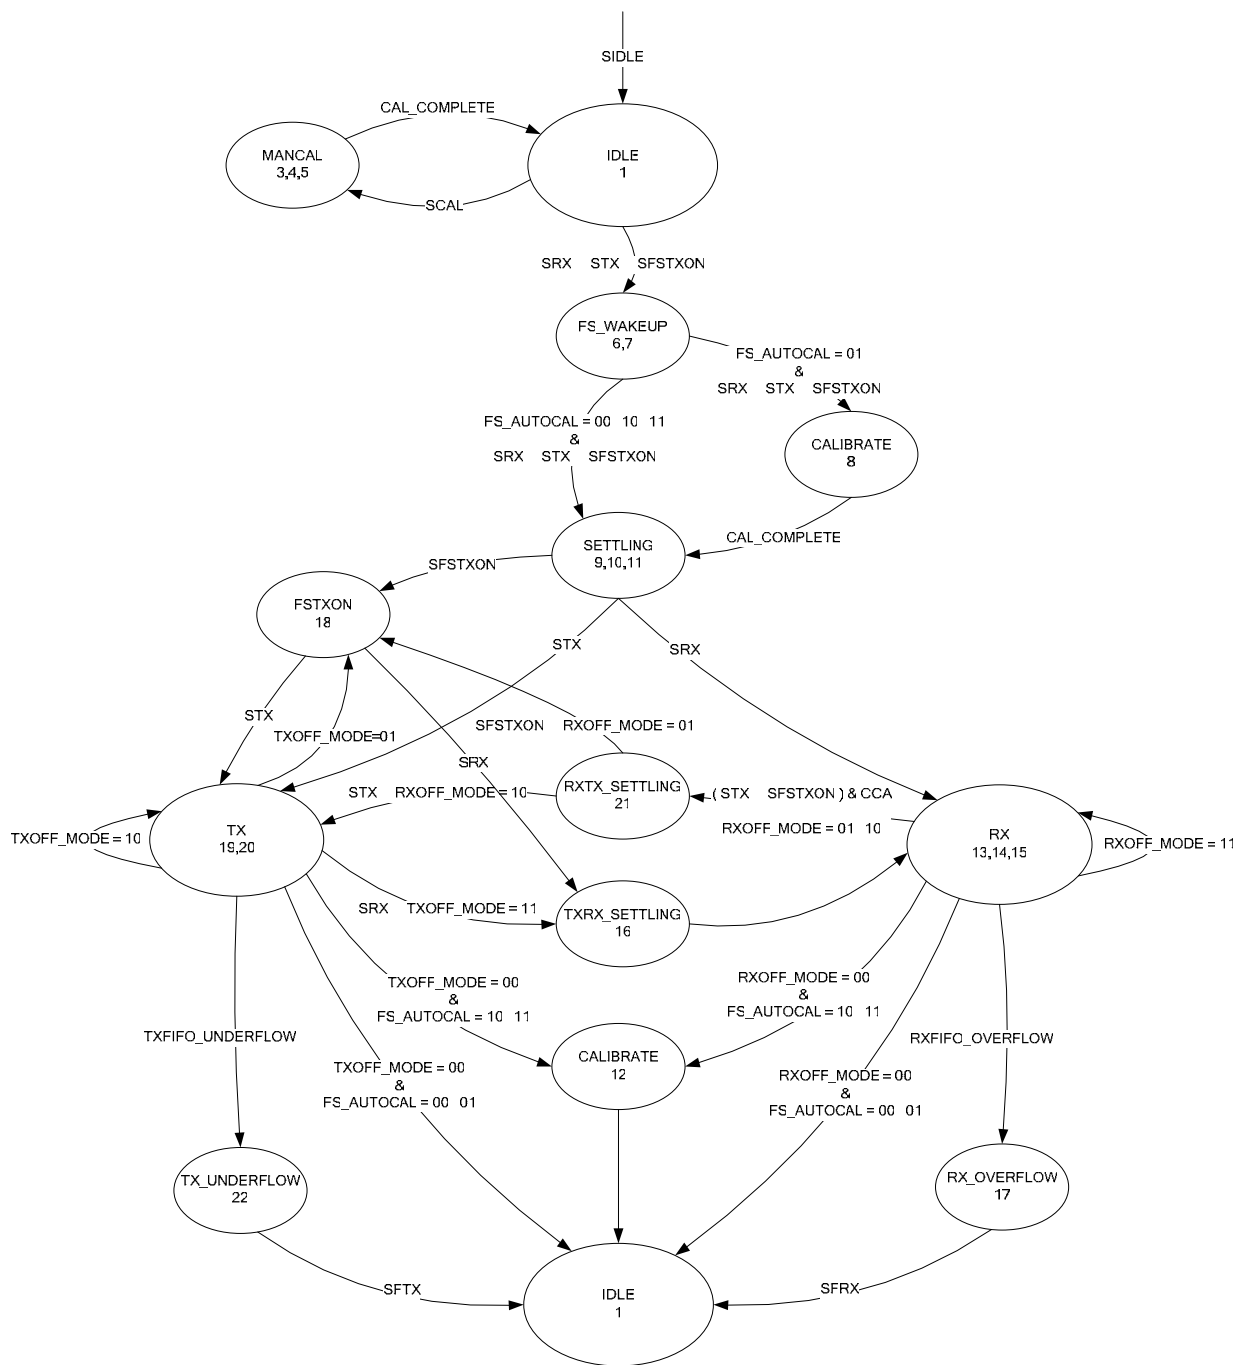 SIDLE
CAL_COMPLETE
MANCAL
3,4,5
IDLE
1
SCAL
SRX STX SFSTXON
FS_WAKEUP
6,7
FS_AUTOCAL = 01
&
SRX STX SFSTXON
FS_AUTOCAL = 00 10 11
&
SRX STX SFSTXON
CALIBRATE
8
CAL_COMPLETE
SETTLING
9,10,11
SFSTXON
FSTXON
18
STX
SRX
STX
TXOFF_MODE=01
SFSTXON RXOFF_MODE = 01
SRX
RXTX_SETTLING
21
STX RXOFF_MODE = 10
( STX SFSTXON ) & CCA
RXOFF_MODE = 01 10
TXOFF_MODE = 10
TX
19,20
RX
13,14,15
RXOFF_MODE = 11
SRX TXOFF_MODE = 11
TXRX_SETTLING
16
TXOFF_MODE = 00
&
FS_AUTOCAL = 10 11
RXOFF_MODE = 00
&
FS_AUTOCAL = 10 11
TXFIFO_UNDERFLOW
RXFIFO_OVERFLOW
CALIBRATE
12
TXOFF_MODE = 00
&
FS_AUTOCAL = 00 01
RXOFF_MODE = 00
&
FS_AUTOCAL = 00 01
TX_UNDERFLOW
22
RX_OVERFLOW
17
SFTX
SFRX
IDLE
1